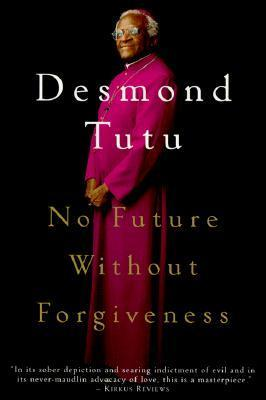 Desmond
Tutu
No Future
Without
Forgiveness
"In its sober depiction and searing indictment of evil and in
its never-maudlin advocacy of love, this is a masterpiece."
– Kirkus Reviews